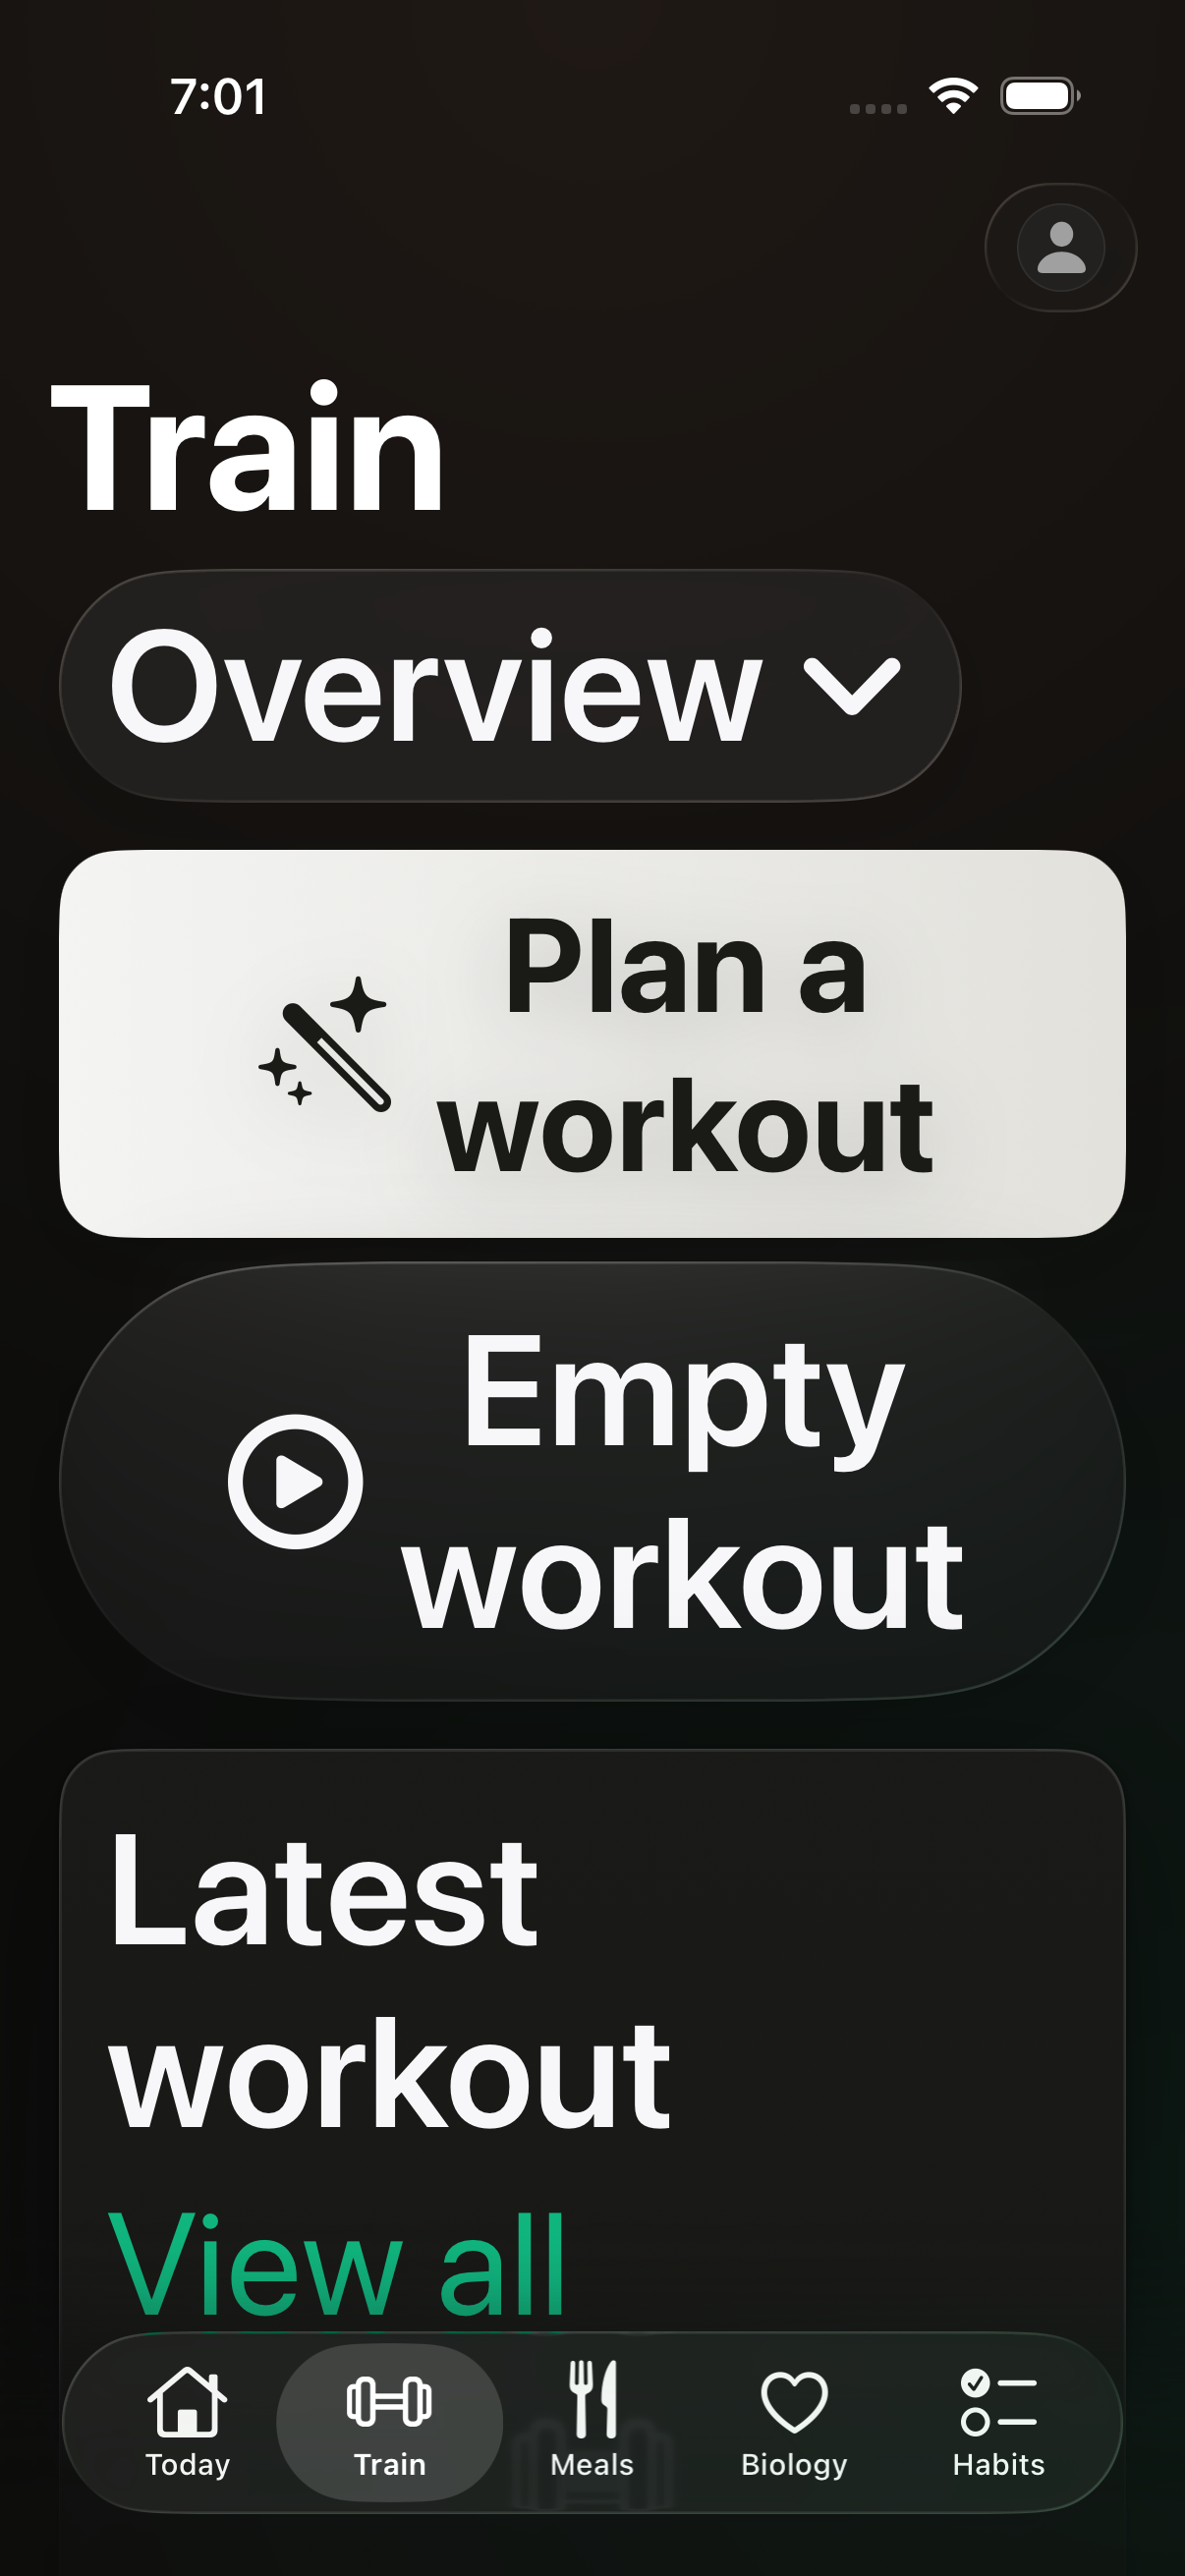 7:01
Train
Overview
Plan a
workout
Empty
workout
Latest
workout
View all
Today
Train
Meals
Biology
Habits